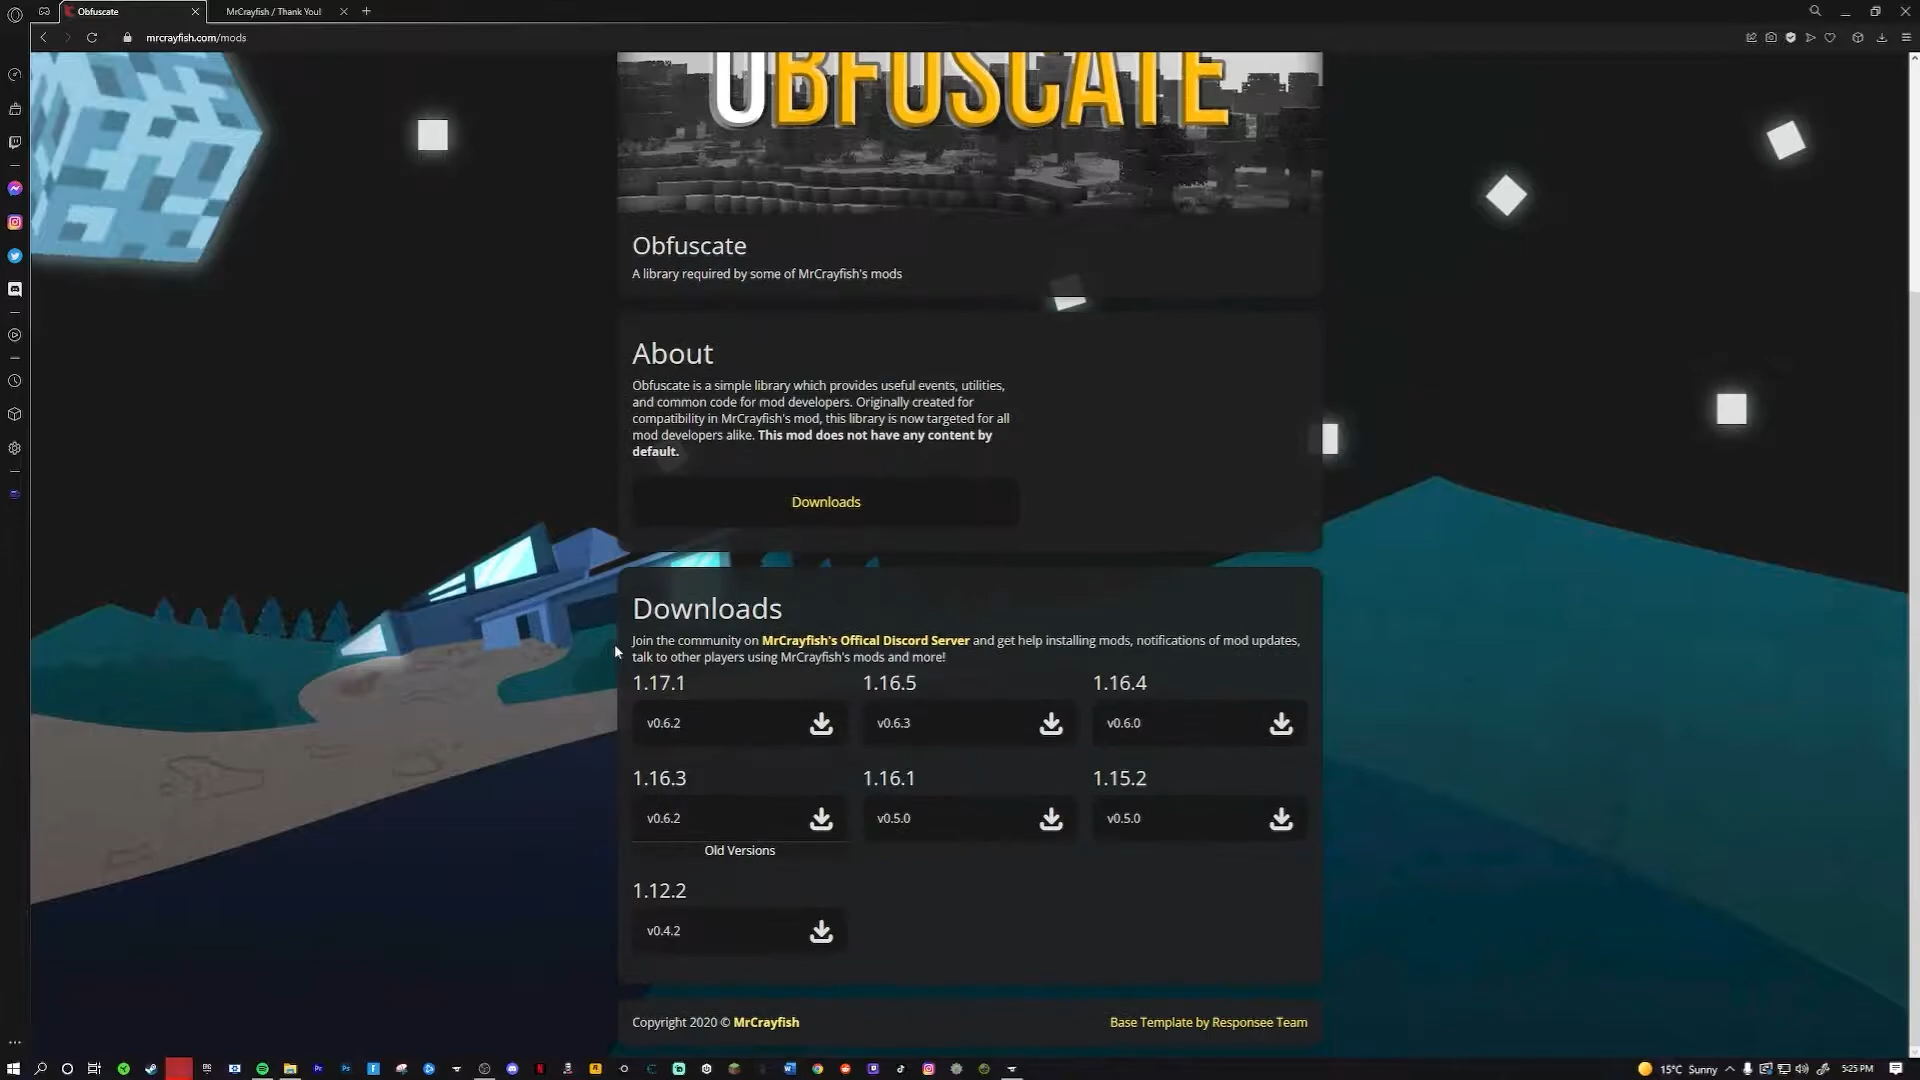 Obfuscate
MrCrayfish / Thank You!
mrcrayfish.com/mods
OBFUSCATE
Obfuscate
A library required by some of MrCrayfish's mods
About
Obfuscate is a simple library which provides useful events, utilities,
and common code for mod developers. Originally created for
compatibility in MrCrayfish's mod, this library is now targeted for all
mod developers alike. This mod does not have any content by
default.
Downloads
Downloads
Join the community on MrCrayfish's Offical Discord Server and get help installing mods, notifications of mod updates,
talk to other players using MrCrayfish's mods and more!
1.17.1 1.16.5 1.16.4
v0.6.2 v0.6.3 v0.6.0
1.16.3 1.16.1 1.15.2
v0.6.2 v0.5.0 v0.5.0
Old Versions
1.12.2
v0.4.2
Copyright 2020 © MrCrayfish Base Template by Responsee Team
15°C Sunny 5:25 PM